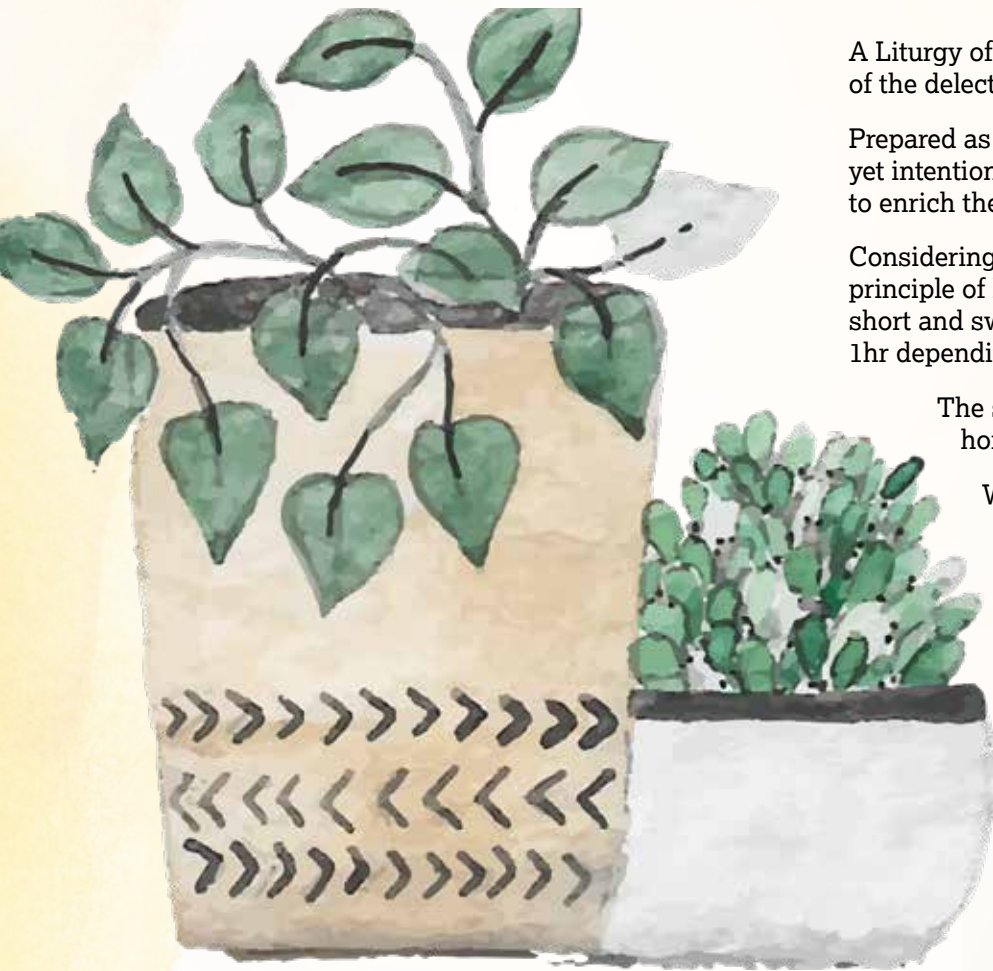 A Liturgy of
of the delect
Prepared as
yet intention
to enrich the
Considering
principle of
short and sw
1hr dependi
The s
hor
W